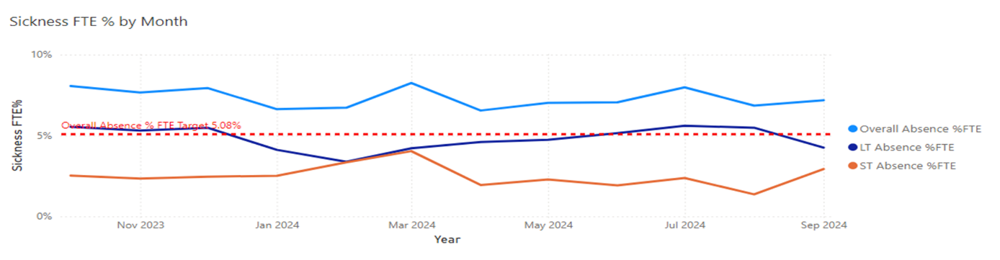 Sickness FTE % by Month
10%
Sickness FTE%
Overall Absence % FTE Target 5.08%
5%
0%
Nov 2023 Jan 2024 Mar 2024 May 2024 Jul 2024 Sep 2024
Year
Overall Absence %FTE
LT Absence %FTE
ST Absence %FTE